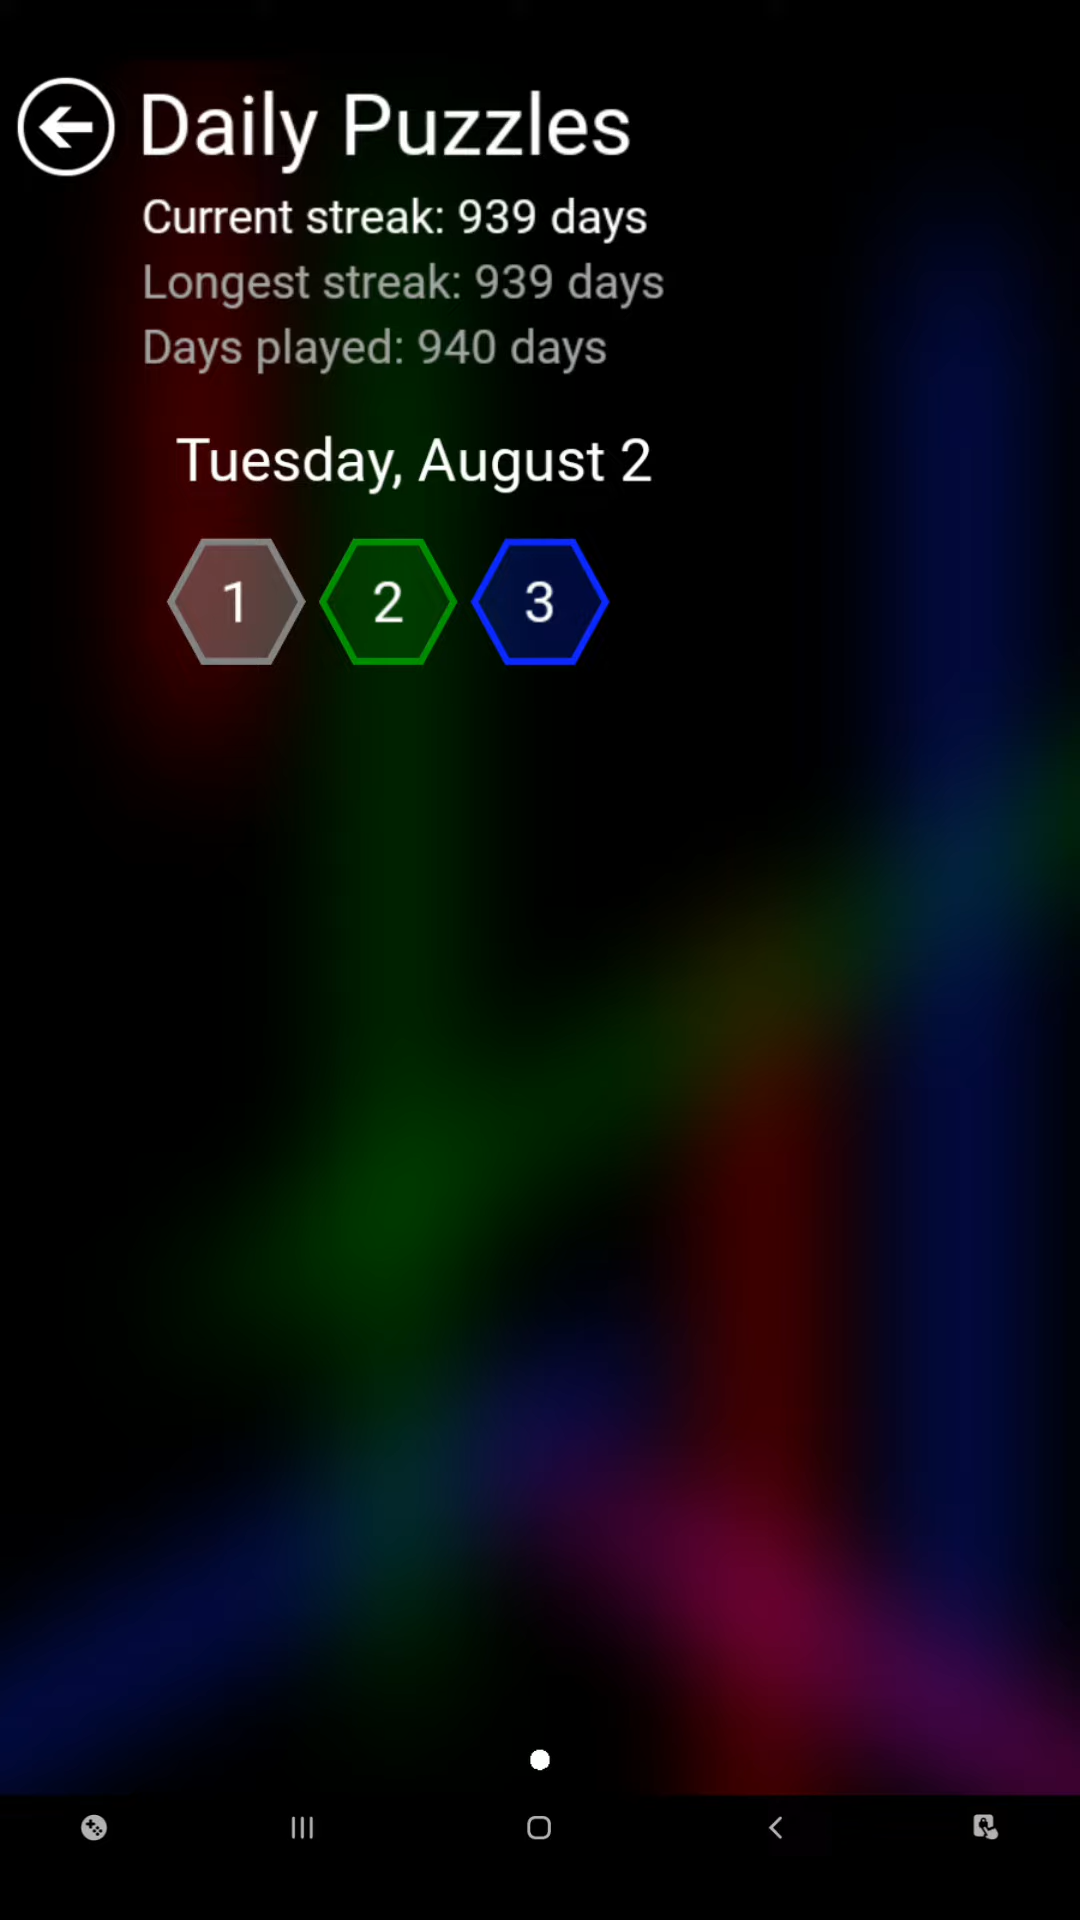 Daily Puzzles
Current streak: 939 days
Longest streak: 939 days
Days played: 940 days
Tuesday, August 2
1 2 3